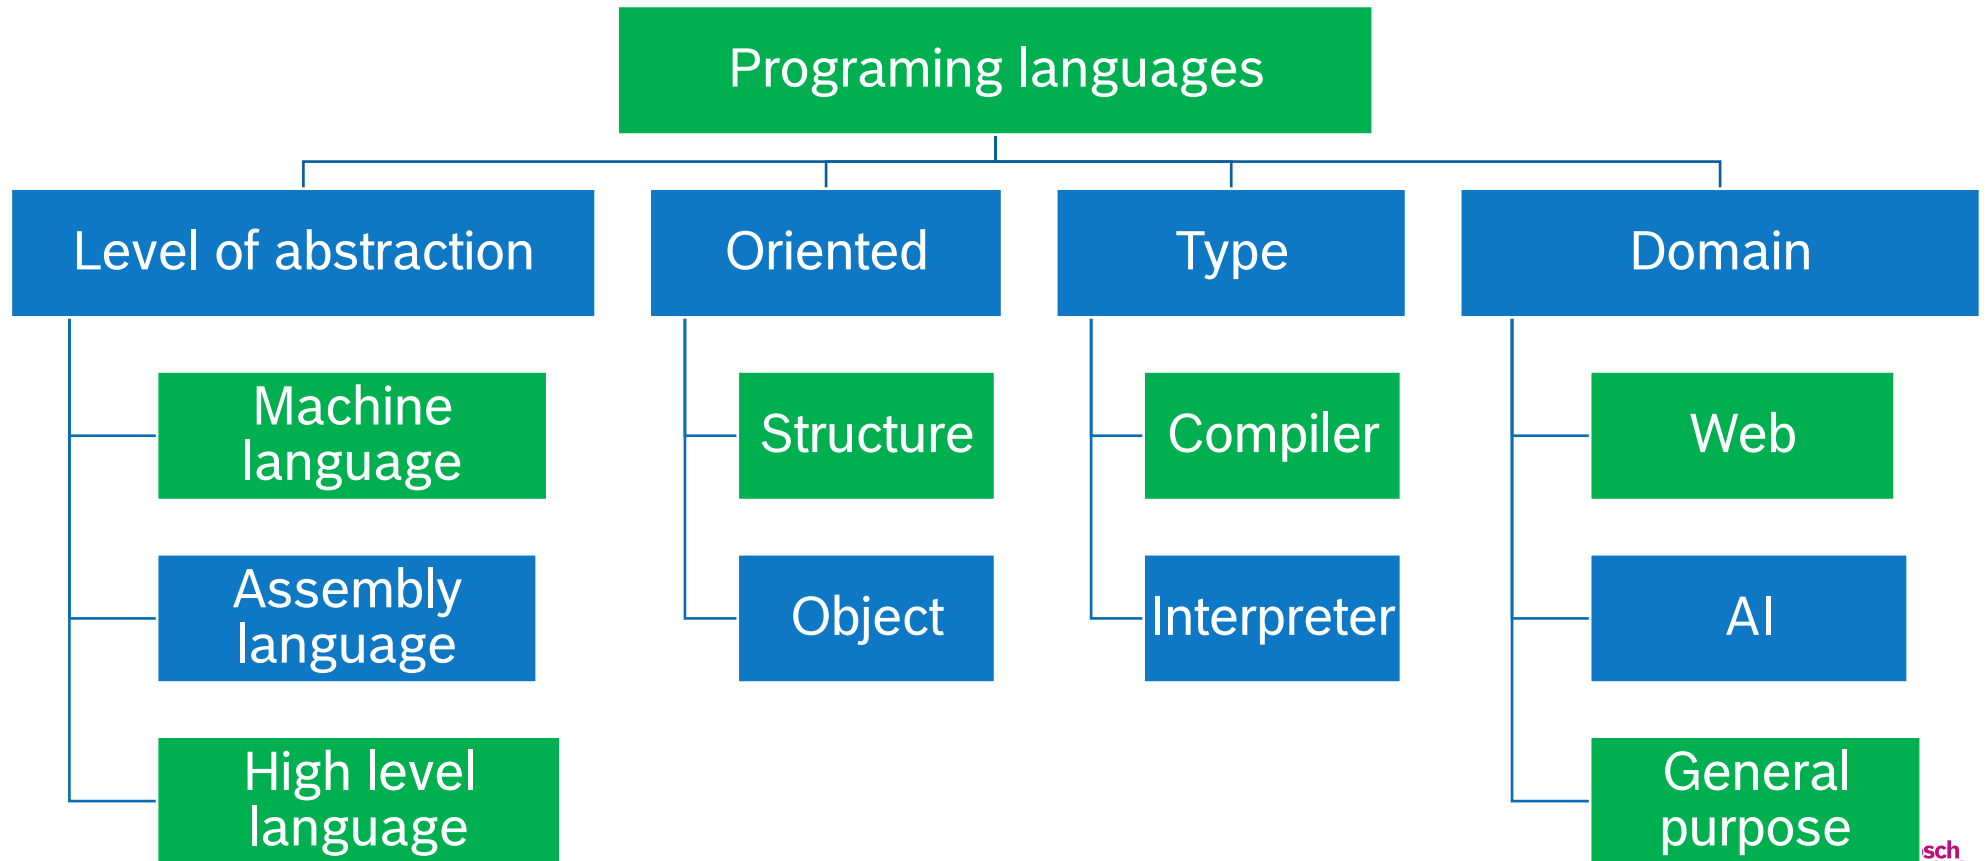 Programing languages
Level of abstraction
Oriented
Type
Domain
Machine
language
Structure
Compiler
Web
Assembly
language
Object
Interpreter
AI
High level
language
General
purpose